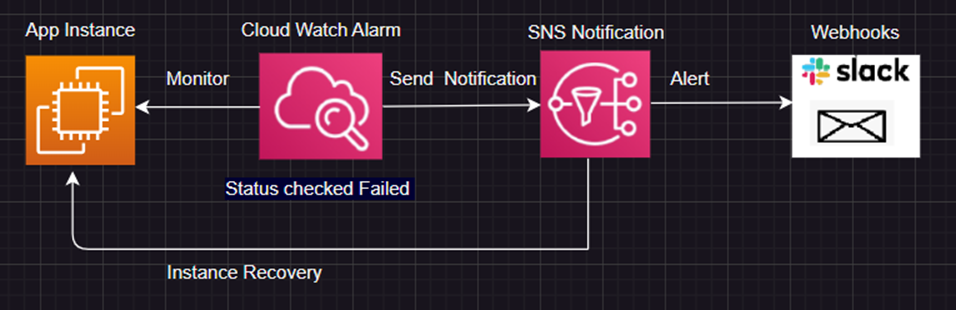 App Instance
Cloud Watch Alarm
SNS Notification
Webhooks
Monitor
Send Notification
Alert
slack
Status checked Failed
Instance Recovery